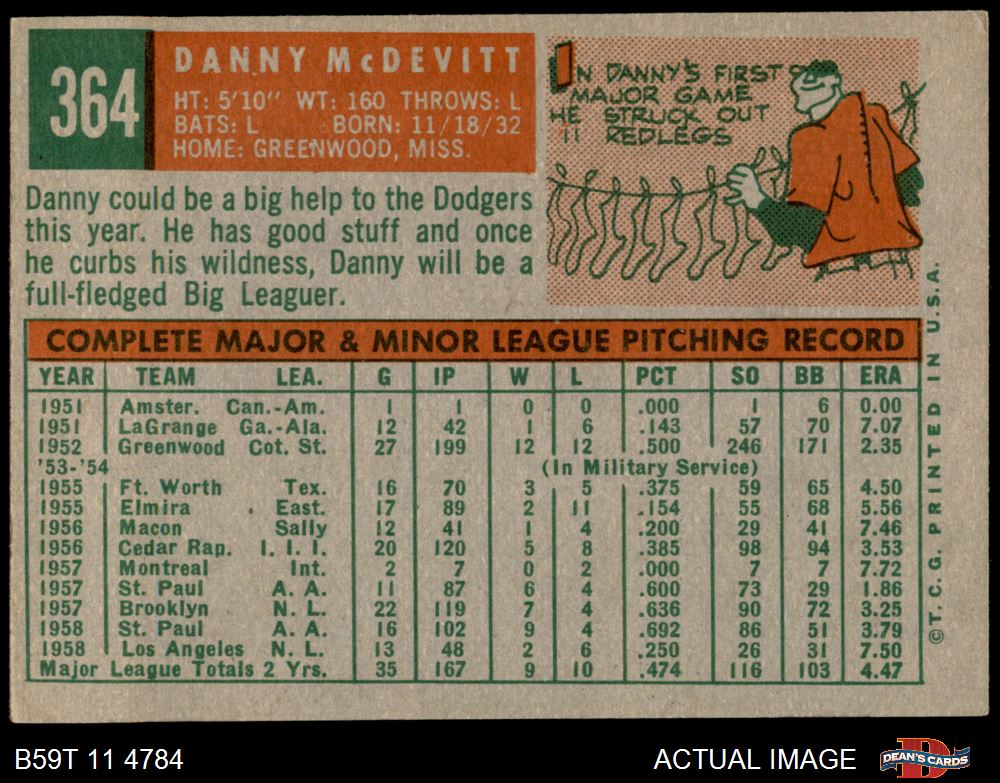 364
DANNY McDEVITT
HT: 5'10" WT: 160 THROWS: L
BATS: L BORN: 11/18/32
HOME: GREENWOOD, MISS.
IN DANNY'S FIRST
MAJOR GAME
HE STRUCK OUT
11 REDLEGS
Danny could be a big help to the Dodgers
this year. He has good stuff and once
he curbs his wildness, Danny will be a
full-fledged Big Leaguer.
COMPLETE MAJOR & MINOR LEAGUE PITCHING RECORD
YEAR TEAM LEA. G IP W L PCT SO BB ERA
1951 Amster. Can.-Am. 1 1 0 0 .000 1 6 0.00
1951 LaGrange Ga.-Ala. 12 42 1 6 .143 57 70 7.07
1952 Greenwood Cot. St. 27 199 12 12 .500 246 171 2.35
'53-'54 (In Military Service)
1955 Ft. Worth Tex. 16 70 3 5 .375 59 65 4.50
1955 Elmira East. 17 89 2 11 .154 55 68 5.56
1956 Macon Sally 12 41 1 4 .200 29 41 7.46
1956 Cedar Rap. I. I. I. 20 120 5 8 .385 98 94 3.53
1957 Montreal Int. 2 7 0 2 .000 7 7 7.72
1957 St. Paul A. A. 11 87 6 4 .600 73 29 1.86
1957 Brooklyn N. L. 22 119 7 4 .636 90 72 3.25
1958 St. Paul A. A. 16 102 9 4 .692 86 51 3.79
1958 Los Angeles N. L. 13 48 2 6 .250 26 31 7.50
Major League Totals 2 Yrs. 35 167 9 10 .474 116 103 4.47
©T.C.G. PRINTED IN U.S.A.
B59T 11 4784
ACTUAL IMAGE
DEAN'S CARDS